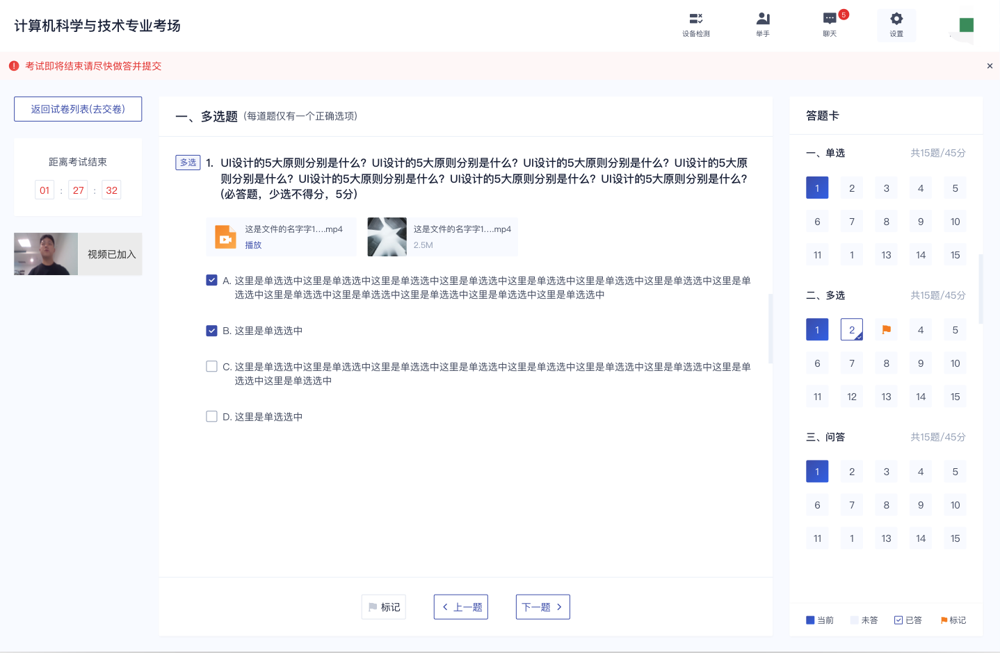 计算机科学与技术专业考场
设备检测
举手
聊天
5
设置
考试即将结束请尽快做答并提交
返回试卷列表(去交卷)
距离考试结束
01 : 27 : 32
视频已加入
一、多选题 (每道题仅有一个正确选项)
多选 1. UI设计的5大原则分别是什么？UI设计的5大原则分别是什么？UI设计的5大原则分别是什么？UI设计的5大原
则分别是什么？UI设计的5大原则分别是什么？UI设计的5大原则分别是什么？UI设计的5大原则分别是什么？
(必答题，少选不得分，5分)
这是文件的名字字1....mp4
播放
这是文件的名字字1....mp4
2.5M
A. 这里是单选选中这里是单选选中这里是单选选中这里是单选选中这里是单选选中这里是单选选中这里是单选选中这里是单
选选中这里是单选选中这里是单选选中这里是单选选中这里是单选选中这里是单选选中
B. 这里是单选选中
C. 这里是单选选中这里是单选选中这里是单选选中这里是单选选中这里是单选选中这里是单选选中这里是单选选中这里是单
选选中这里是单选选中
D. 这里是单选选中
标记
上一题
下一题
答题卡
一、单选 共15题/45分
1 2 3 4 5
6 7 8 9 10
11 1 13 14 15
二、多选 共15题/45分
1 2 4 5
6 7 8 9 10
11 12 13 14 15
三、问答 共15题/45分
1 2 3 4 5
6 7 8 9 10
11 1 13 14 15
当前 未答 已答 标记